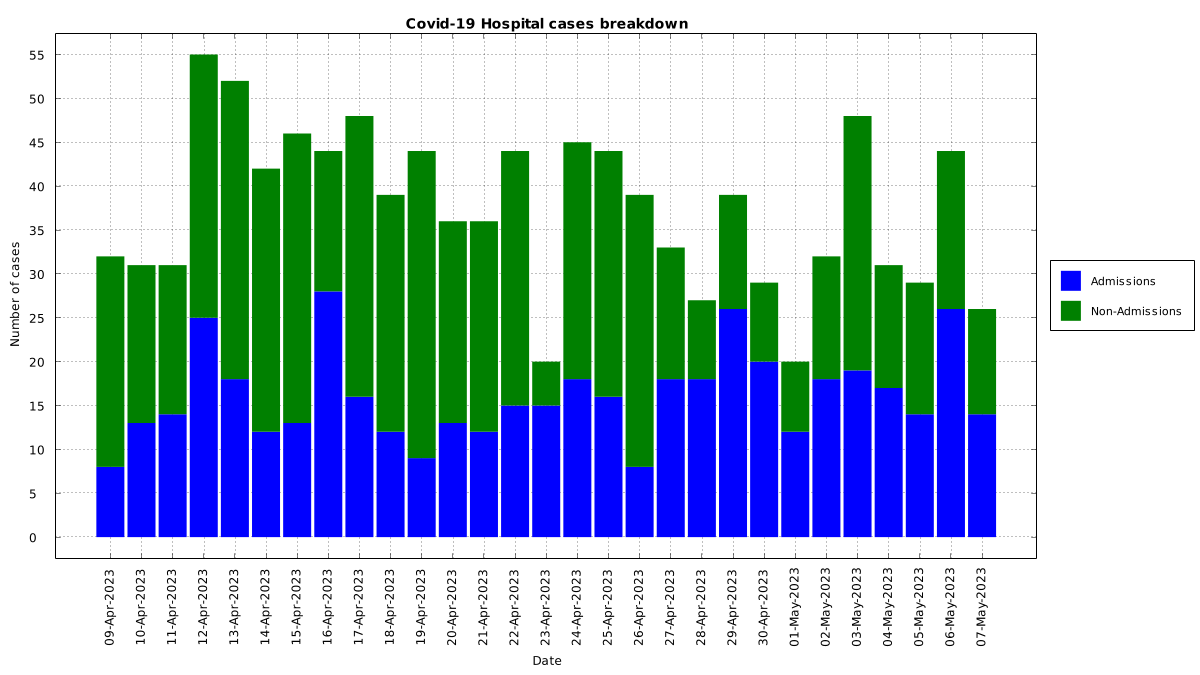 Covid-19 Hospital cases breakdown
55
50
45
40
35
30
25
20
15
10
5
0
Number of cases
09-Apr-2023
10-Apr-2023
11-Apr-2023
12-Apr-2023
13-Apr-2023
14-Apr-2023
15-Apr-2023
16-Apr-2023
17-Apr-2023
18-Apr-2023
19-Apr-2023
20-Apr-2023
21-Apr-2023
22-Apr-2023
23-Apr-2023
24-Apr-2023
25-Apr-2023
26-Apr-2023
27-Apr-2023
28-Apr-2023
29-Apr-2023
30-Apr-2023
01-May-2023
02-May-2023
03-May-2023
04-May-2023
05-May-2023
06-May-2023
07-May-2023
Date
Admissions
Non-Admissions